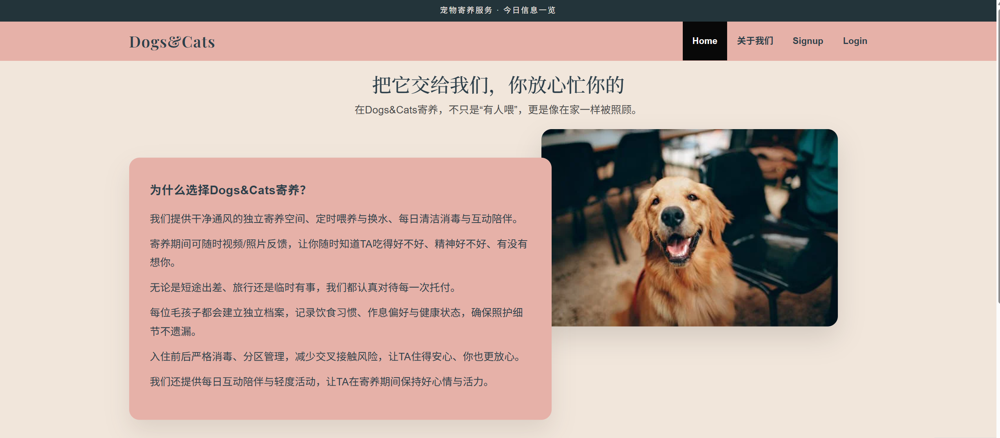 宠物寄养服务 · 今日信息一览
Dogs&Cats
Home
关于我们
Signup
Login
把它交给我们，你放心忙你的
在Dogs&Cats寄养，不只是“有人喂”，更是像在家一样被照顾。
为什么选择Dogs&Cats寄养？
我们提供干净通风的独立寄养空间、定时喂养与换水、每日清洁消毒与互动陪伴。
寄养期间可随时视频/照片反馈，让你随时知道TA吃得好不好、精神好不好、有没有
想你。
无论是短途出差、旅行还是临时有事，我们都认真对待每一次托付。
每位毛孩子都会建立独立档案，记录饮食习惯、作息偏好与健康状态，确保照护细
节不遗漏。
入住前后严格消毒、分区管理，减少交叉接触风险，让TA住得安心、你也更放心。
我们还提供每日互动陪伴与轻度活动，让TA在寄养期间保持好心情与活力。